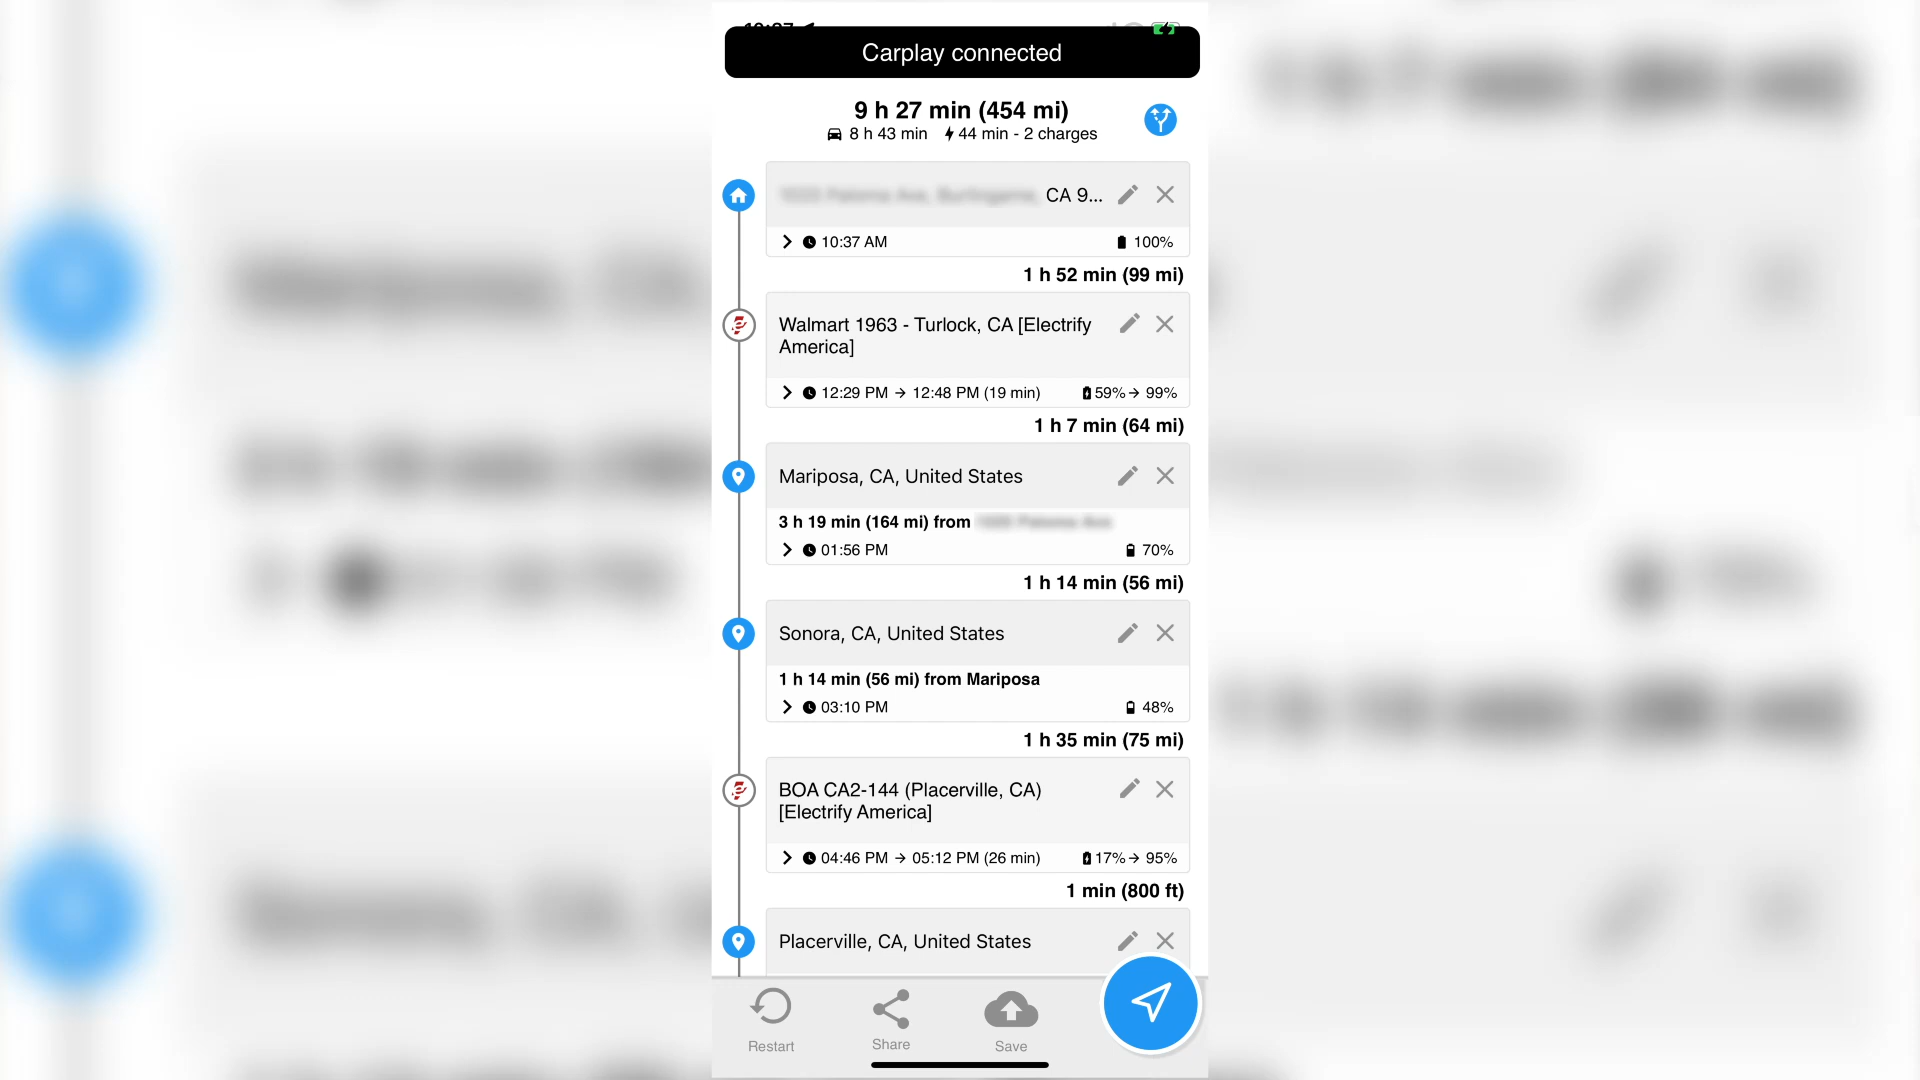 Carplay connected
9 h 27 min (454 mi)
8 h 43 min 44 min - 2 charges
CA 9...
10:37 AM 100%
1 h 52 min (99 mi)
Walmart 1963 - Turlock, CA [Electrify
America]
12:29 PM → 12:48 PM (19 min) 59% → 99%
1 h 7 min (64 mi)
Mariposa, CA, United States
3 h 19 min (164 mi) from
01:56 PM 70%
1 h 14 min (56 mi)
Sonora, CA, United States
1 h 14 min (56 mi) from Mariposa
03:10 PM 48%
1 h 35 min (75 mi)
BOA CA2-144 (Placerville, CA)
[Electrify America]
04:46 PM → 05:12 PM (26 min) 17% → 95%
1 min (800 ft)
Placerville, CA, United States
Restart Share Save